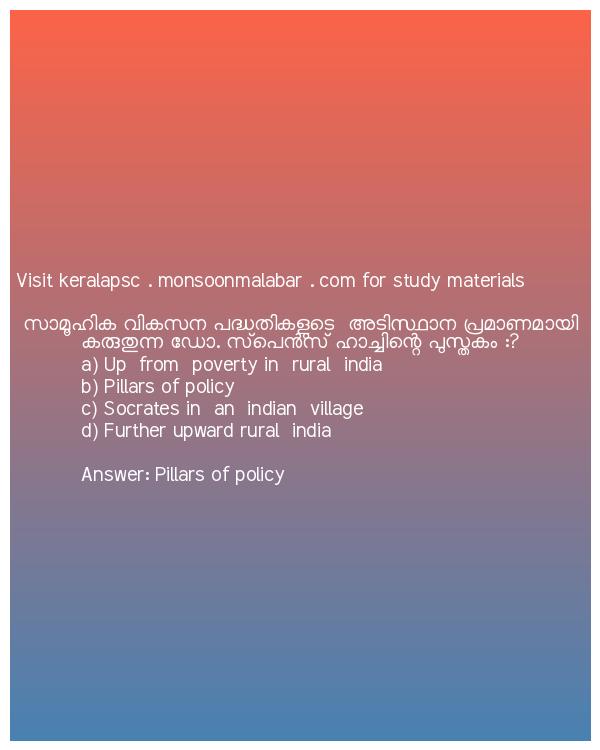 Visit keralapsc . monsoonmalabar . com for study materials
സാമൂഹിക വികസന പദ്ധതികളുടെ അടിസ്ഥാന പ്രമാണമായി
കരുതുന്ന ഡോ. സ്പെൻസ് ഹാച്ചിന്റെ പുസ്തകം :?
a) Up from poverty in rural india
b) Pillars of policy
c) Socrates in an indian village
d) Further upward rural india
Answer: Pillars of policy